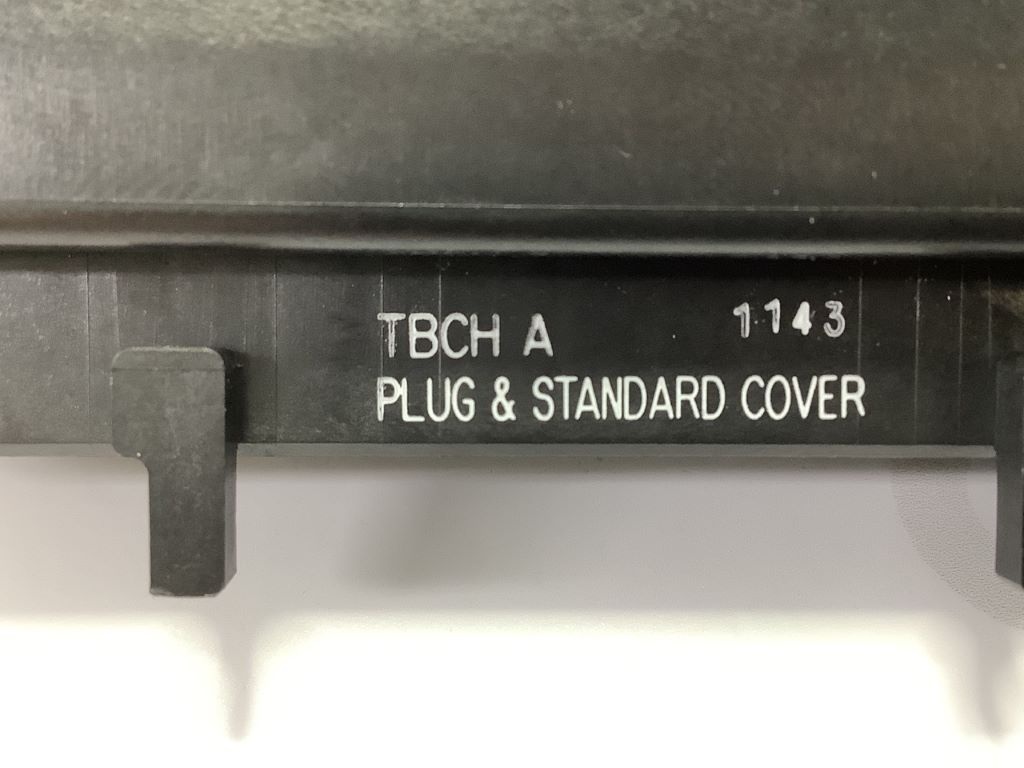 TBCH A 1143
PLUG & STANDARD COVER